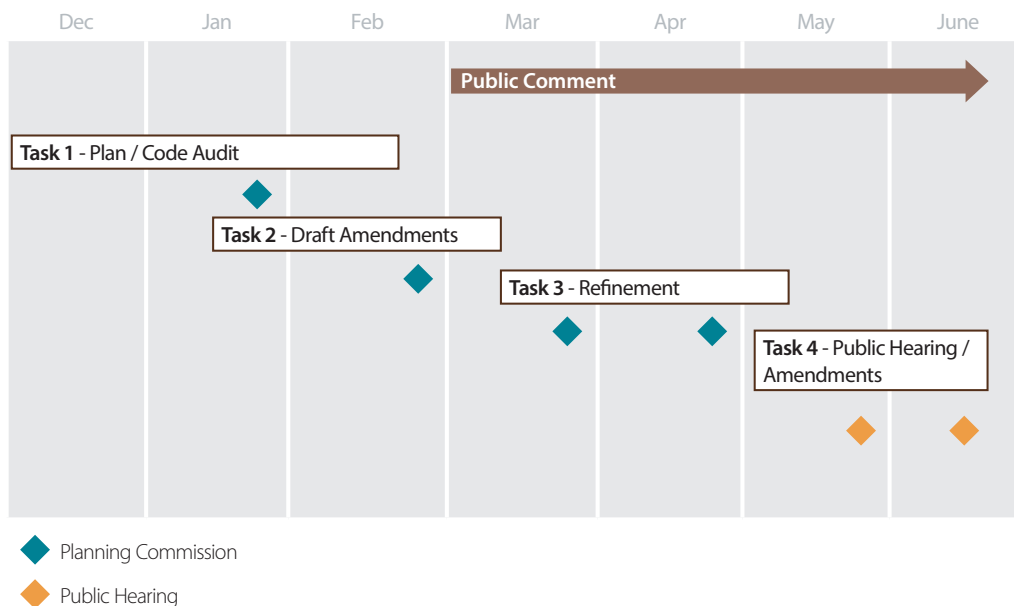 Dec Jan Feb Mar Apr May June
Public Comment
Task 1 - Plan / Code Audit
Task 2 - Draft Amendments
Task 3 - Refinement
Task 4 - Public Hearing /
Amendments
Planning Commission
Public Hearing